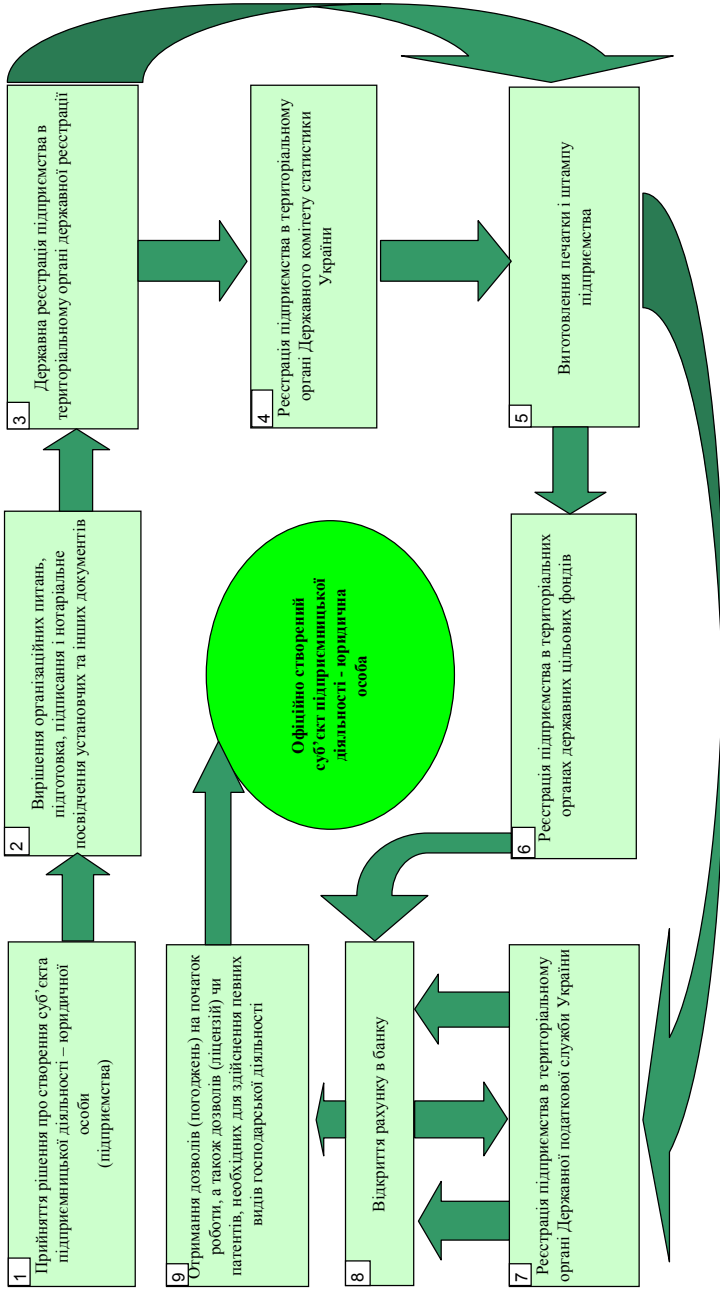 1
Прийняття рішення про створення суб’єкта
підприємницької діяльності – юридичної
особи
(підприємства)
2
Вирішення організаційних питань,
підготовка, підписання і нотаріальне
посвідчення установчих та інших документів
3
Державна реєстрація підприємства в
територіальному органі державної реєстрації
4
Реєстрація підприємства в територіальному
органі Державного комітету статистики
України
5
Виготовлення печатки і штампу
підприємства
6
Реєстрація підприємства в територіальних
органах державних цільових фондів
7
Реєстрація підприємства в територіальному
органі Державної податкової служби України
8
Відкриття рахунку в банку
9
Отримання дозволів (погоджень) на початок
роботи, а також дозволів (ліцензій) чи
патентів, необхідних для здійснення певних
видів господарської діяльності
Офіційно створений
суб’єкт підприємницької
діяльності - юридична
особа